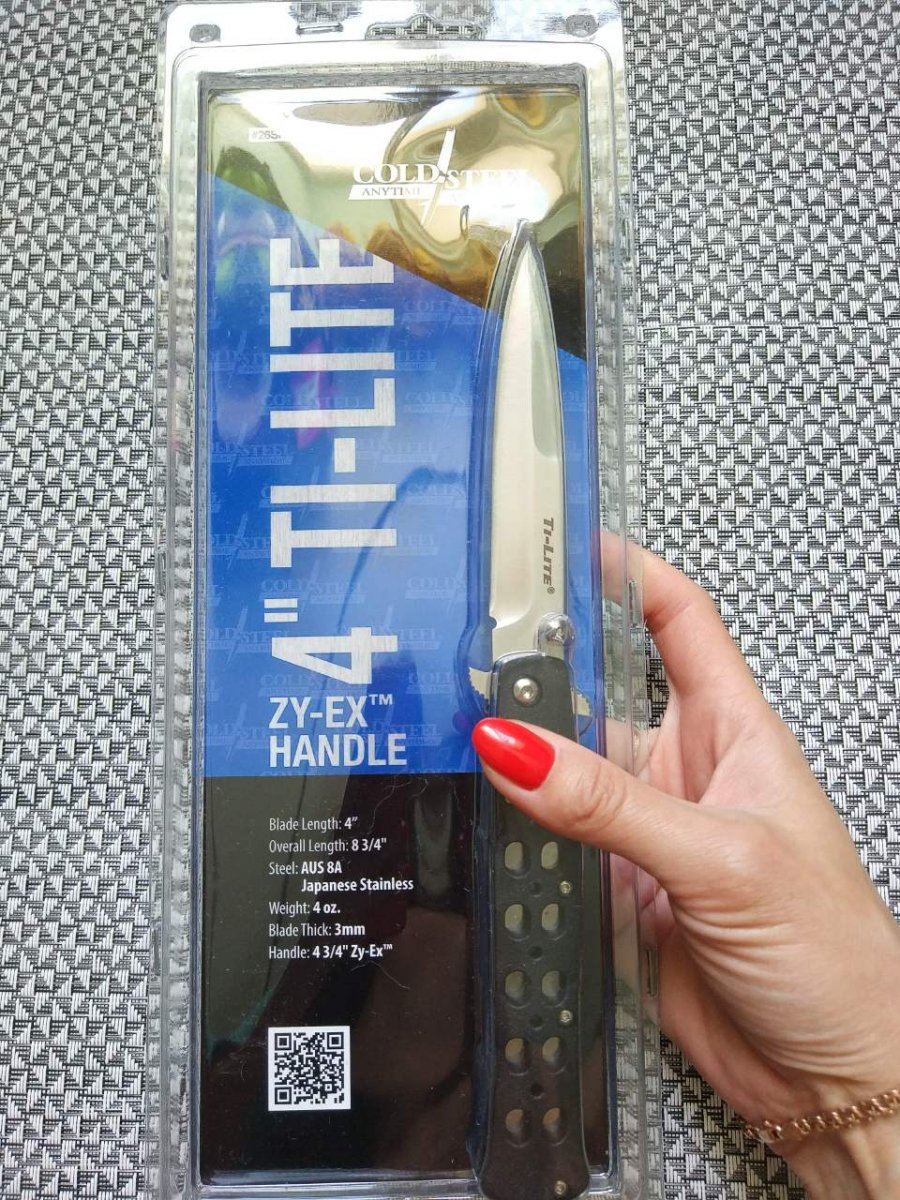 COLD STEEL
ANYTIME
4" TI-LITE
TI-LITE®
ZY-EX™
HANDLE
Blade Length: 4"
Overall Length: 8 3/4"
Steel: AUS 8A
Japanese Stainless
Weight: 4 oz.
Blade Thick: 3mm
Handle: 4 3/4" Zy-Ex™